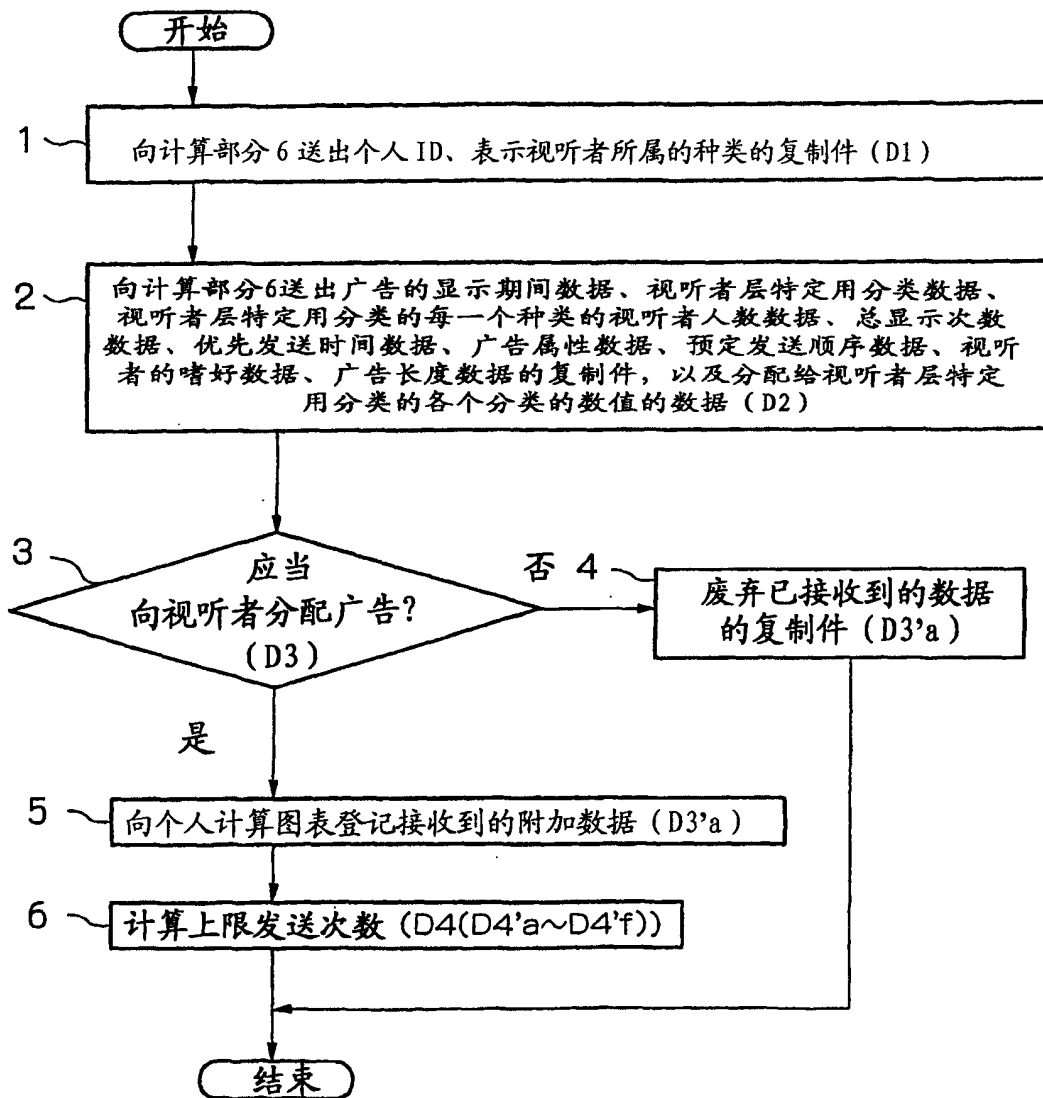 开始
1
向计算部分6送出个人ID、表示视听者所属的种类的复制件(D1)
2
向计算部分6送出广告的显示期间数据、视听者层特定用分类数据、
视听者层特定用分类的每一个种类的视听者人数数据、总显示次数
数据、优先发送时间数据、广告属性数据、预定发送顺序数据、视听
者的嗜好数据、广告长度数据的复制件，以及分配给视听者层特定
用分类的各个分类的数值的数据(D2)
3
应当
向视听者分配广告?
(D3)
否 4
废弃已接收到的数据
的复制件(D3'a)
是
5
向个人计算图表登记接收到的附加数据(D3'a)
6
计算上限发送次数(D4(D4'a~D4'f))
结束